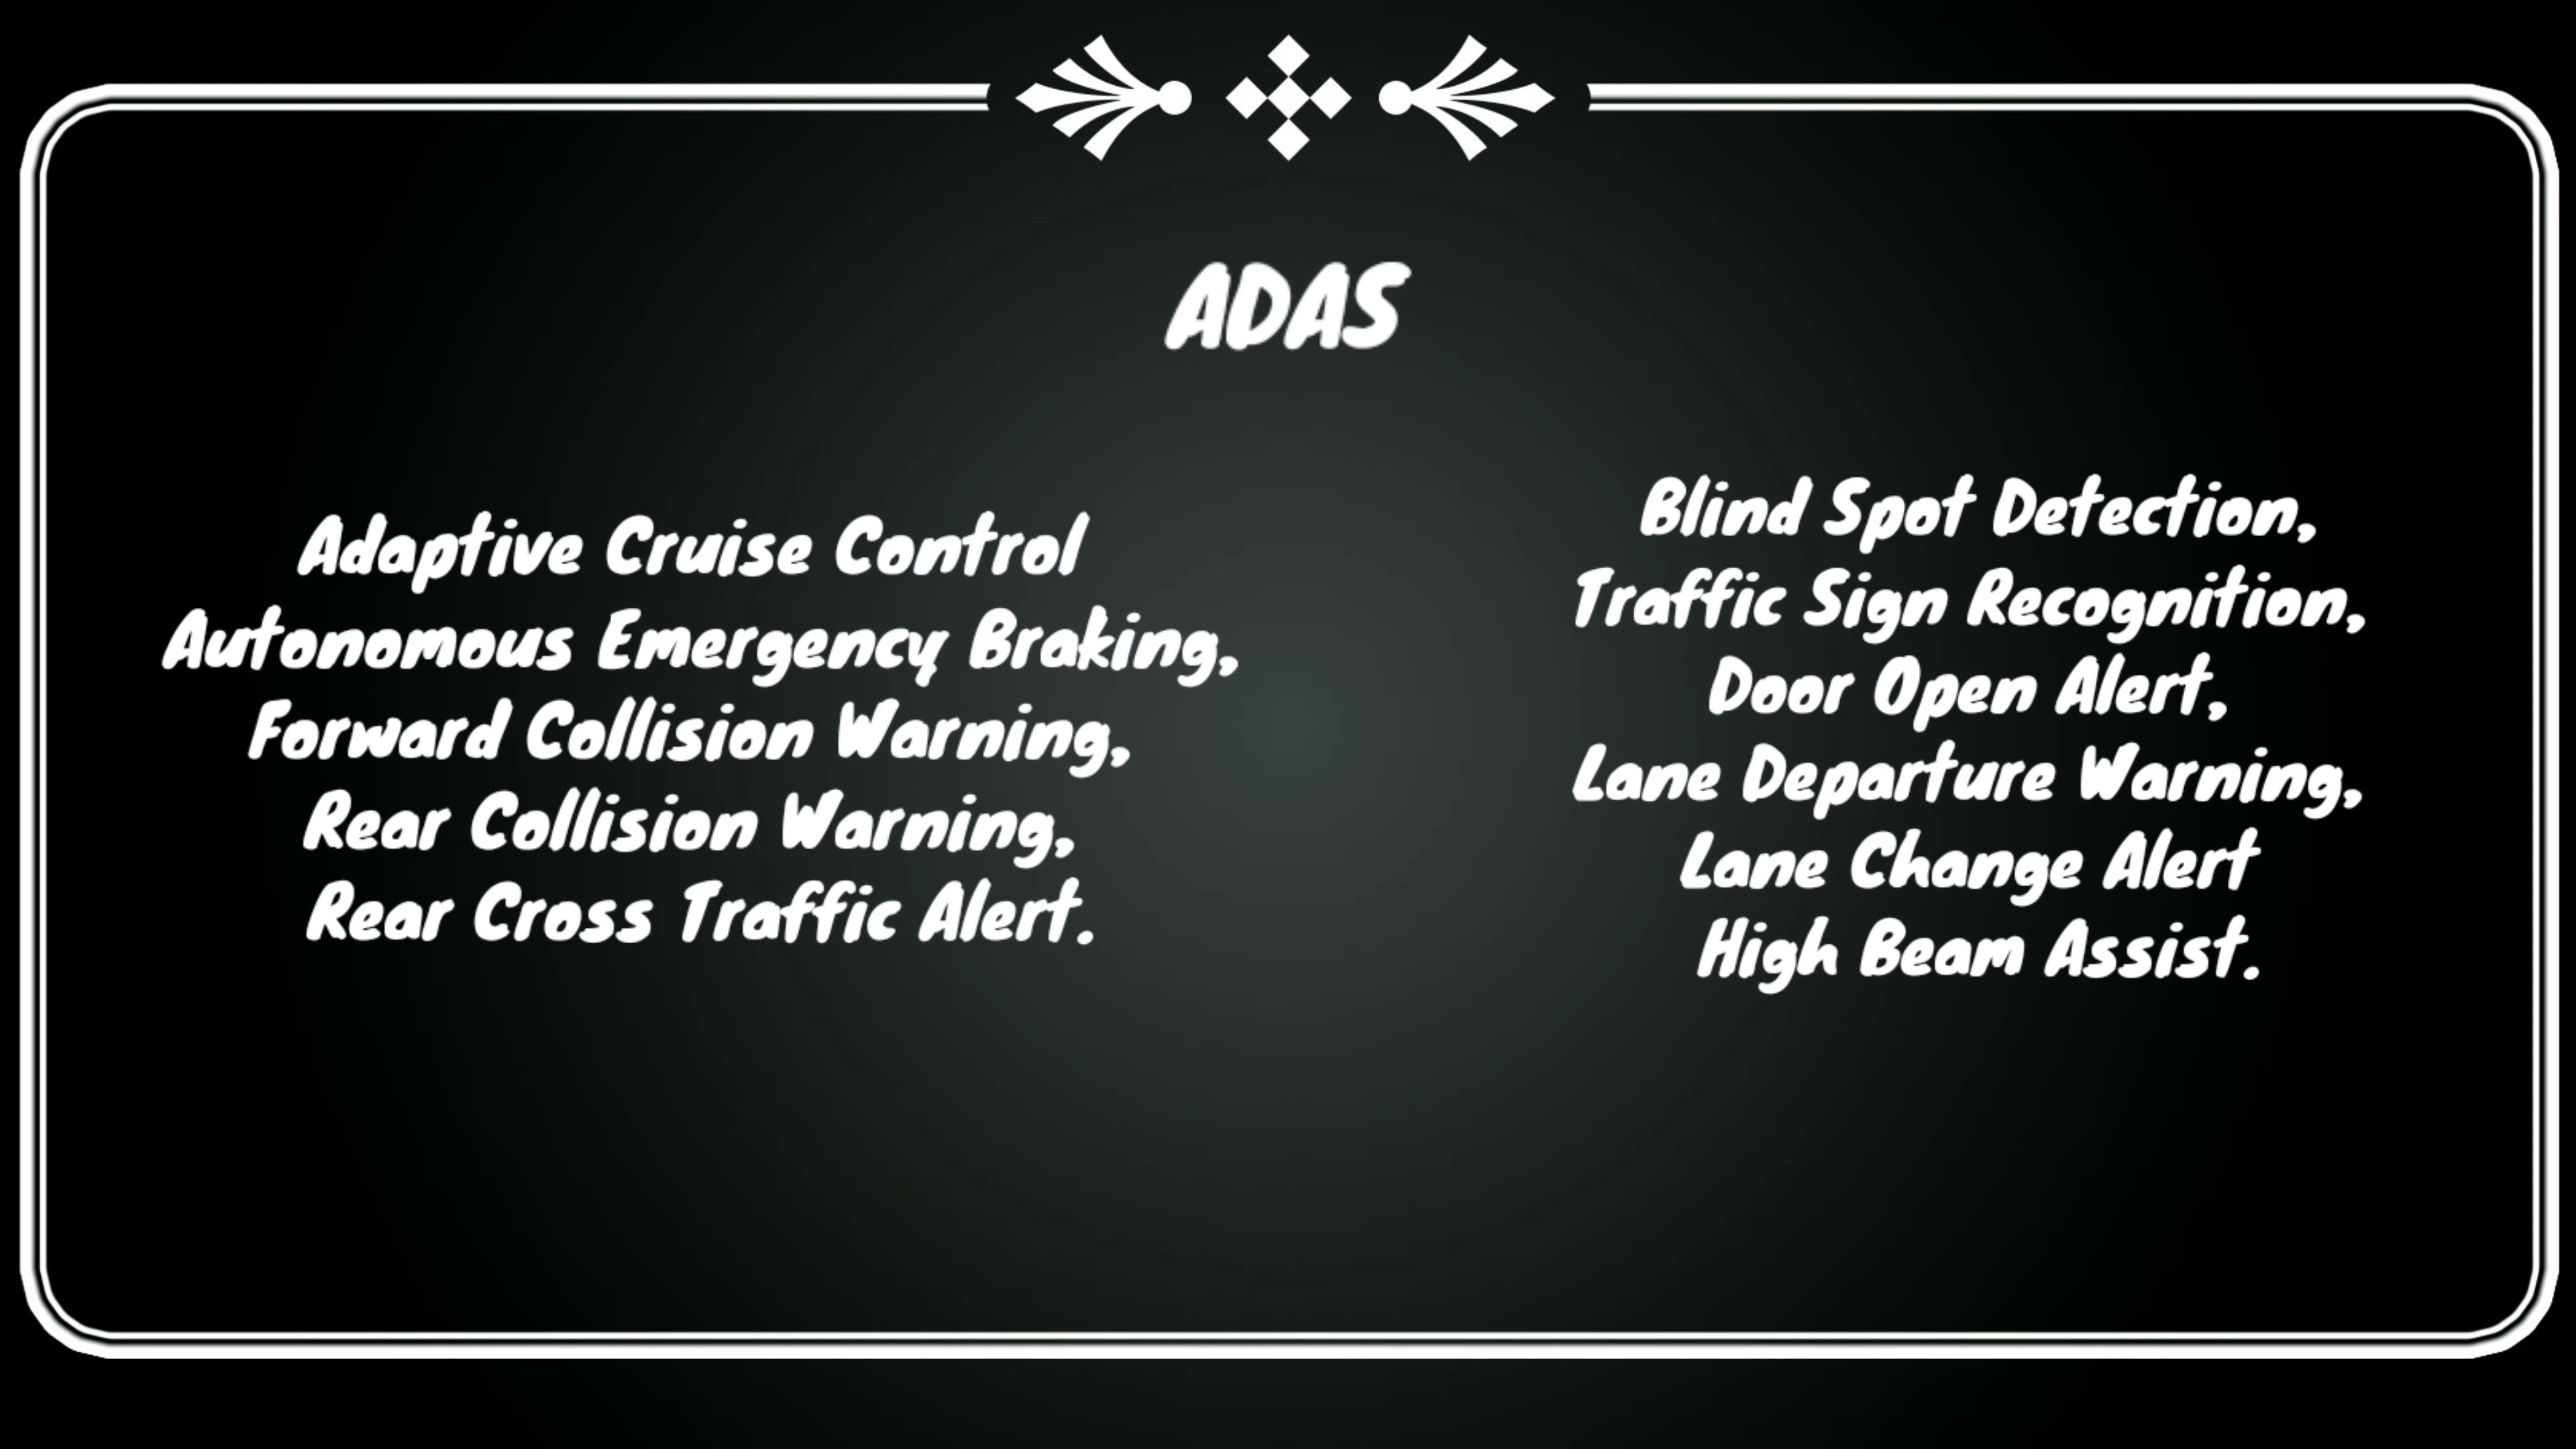 ADAS
Adaptive Cruise Control
Autonomous Emergency Braking,
Forward Collision Warning,
Rear Collision Warning,
Rear Cross Traffic Alert.
Blind Spot Detection,
Traffic Sign Recognition,
Door Open Alert,
Lane Departure Warning,
Lane Change Alert
High Beam Assist.